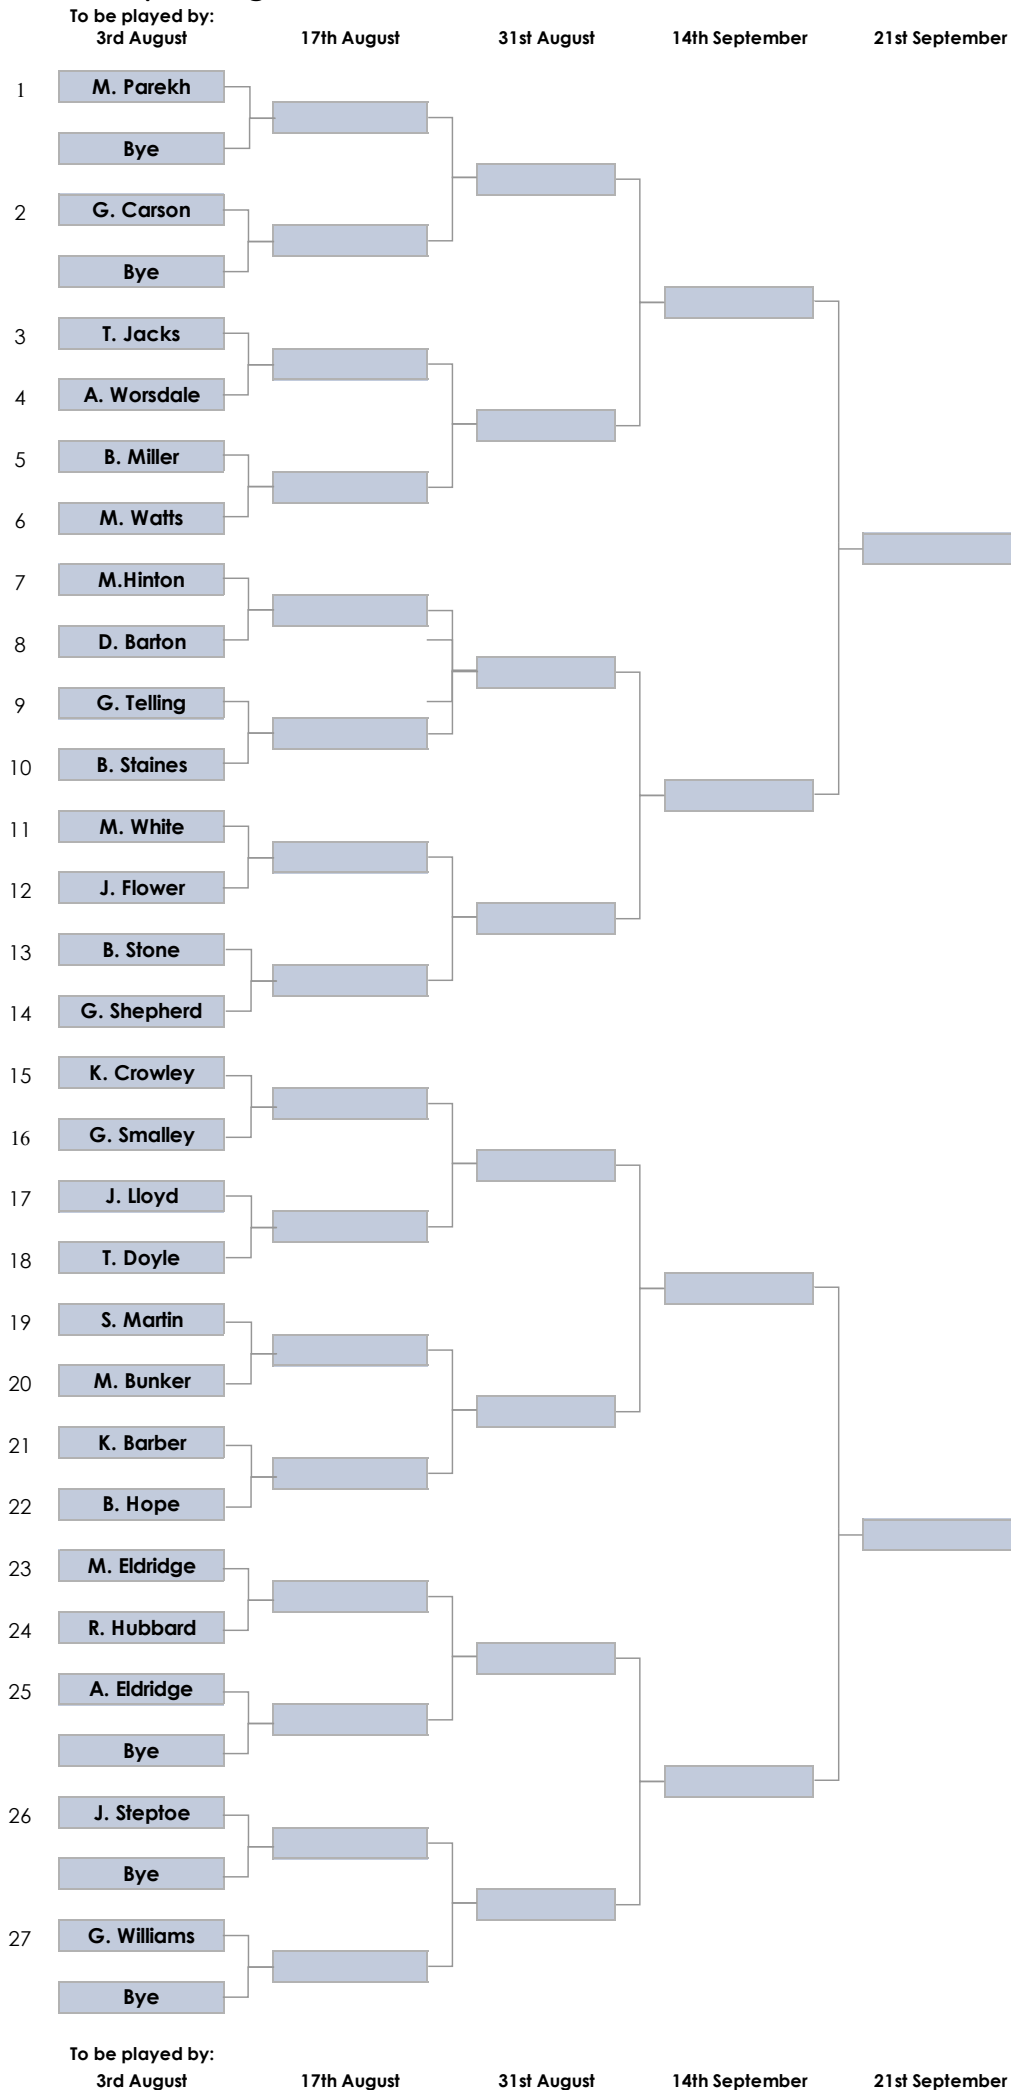 To be played by:
3rd August 17th August 31st August 14th September 21st September
1 M. Parekh
Bye
2 G. Carson
Bye
3 T. Jacks
4 A. Worsdale
5 B. Miller
6 M. Watts
7 M.Hinton
8 D. Barton
9 G. Telling
10 B. Staines
11 M. White
12 J. Flower
13 B. Stone
14 G. Shepherd
15 K. Crowley
16 G. Smalley
17 J. Lloyd
18 T. Doyle
19 S. Martin
20 M. Bunker
21 K. Barber
22 B. Hope
23 M. Eldridge
24 R. Hubbard
25 A. Eldridge
Bye
26 J. Steptoe
Bye
27 G. Williams
Bye
To be played by:
3rd August 17th August 31st August 14th September 21st September